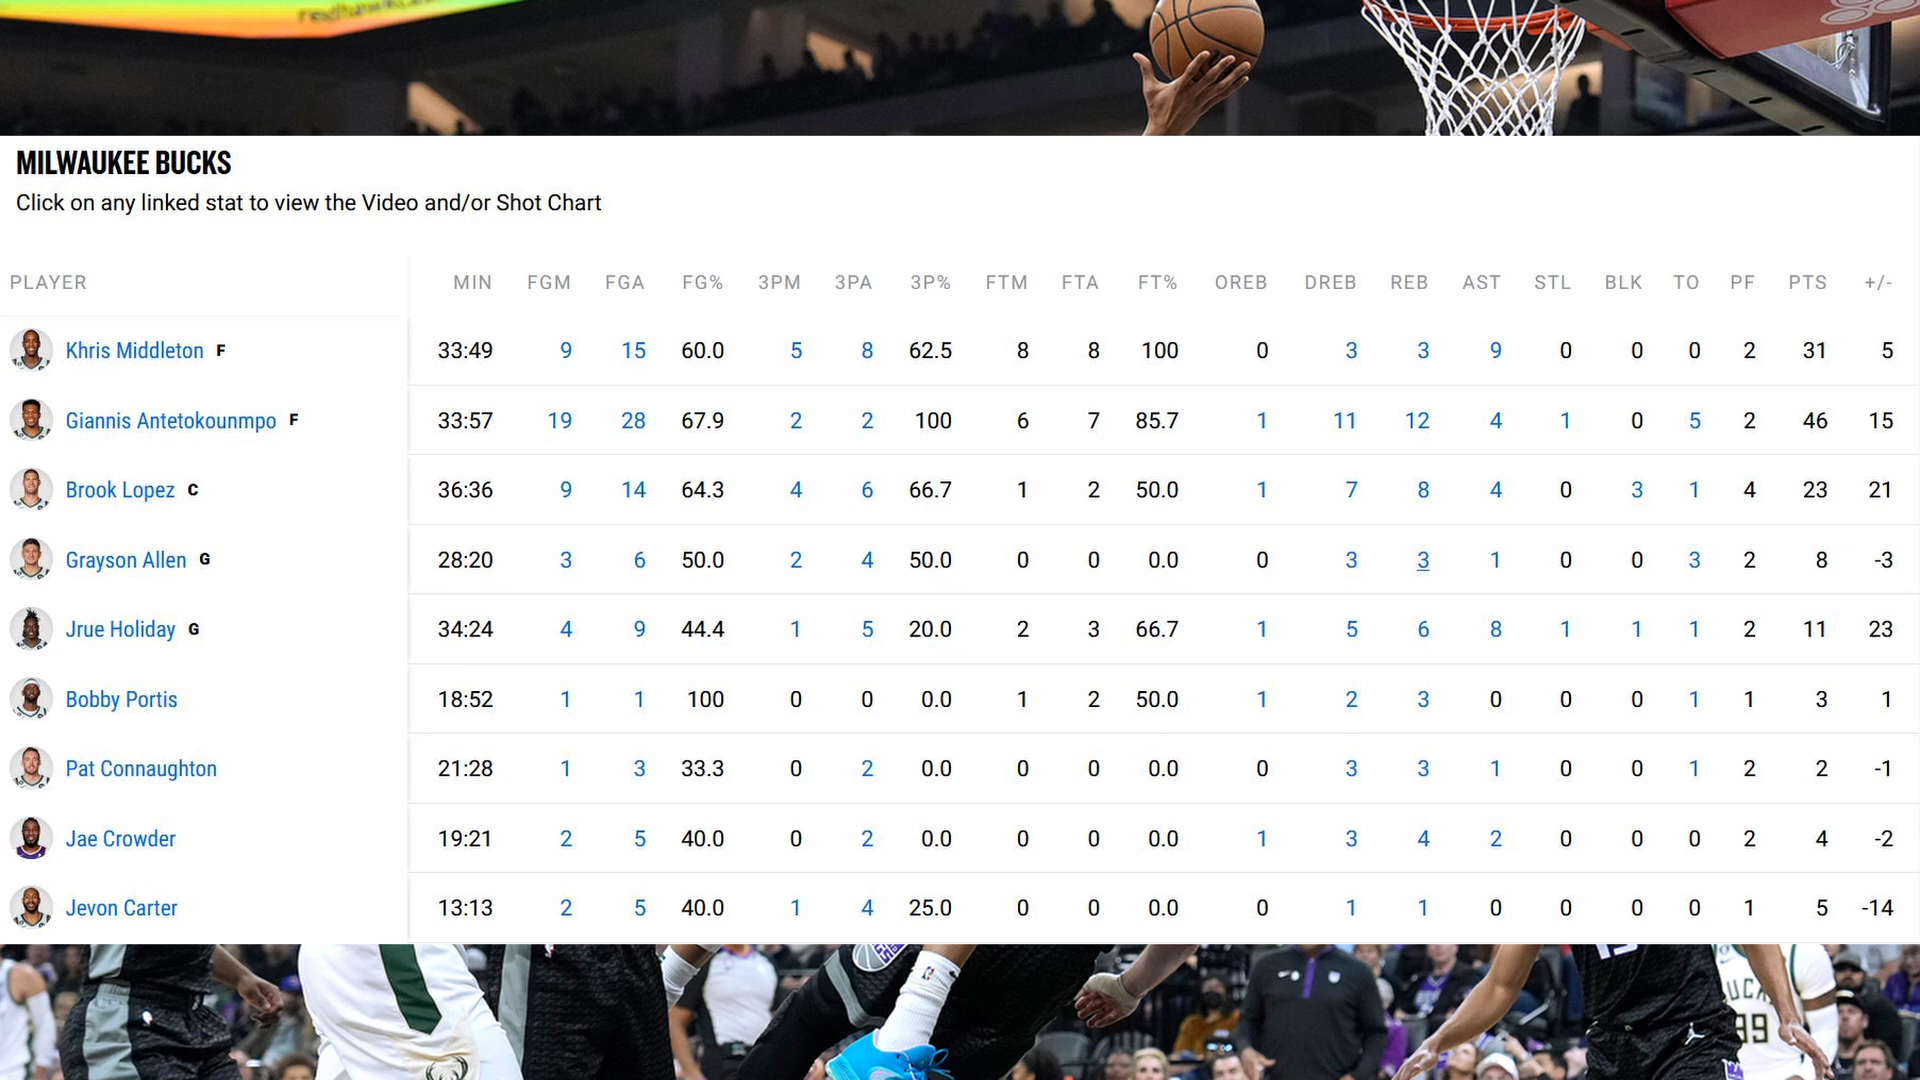 redhawkca
MILWAUKEE BUCKS
Click on any linked stat to view the Video and/or Shot Chart
PLAYER MIN FGM FGA FG% 3PM 3PA 3P% FTM FTA FT% OREB DREB REB AST STL BLK TO PF PTS +/-
Khris Middleton F 33:49 9 15 60.0 5 8 62.5 8 8 100 0 3 3 9 0 0 0 2 31 5
Giannis Antetokounmpo F 33:57 19 28 67.9 2 2 100 6 7 85.7 1 11 12 4 1 0 5 2 46 15
Brook Lopez C 36:36 9 14 64.3 4 6 66.7 1 2 50.0 1 7 8 4 0 3 1 4 23 21
Grayson Allen G 28:20 3 6 50.0 2 4 50.0 0 0 0.0 0 3 3 1 0 0 3 2 8 -3
Jrue Holiday G 34:24 4 9 44.4 1 5 20.0 2 3 66.7 1 5 6 8 1 1 1 2 11 23
Bobby Portis 18:52 1 1 100 0 0 0.0 1 2 50.0 1 2 3 0 0 0 1 1 3 1
Pat Connaughton 21:28 1 3 33.3 0 2 0.0 0 0 0.0 0 3 3 1 0 0 1 2 2 -1
Jae Crowder 19:21 2 5 40.0 0 2 0.0 0 0 0.0 1 3 4 2 0 0 0 2 4 -2
Jevon Carter 13:13 2 5 40.0 1 4 25.0 0 0 0.0 0 1 1 0 0 0 0 1 5 -14
BUCK
99